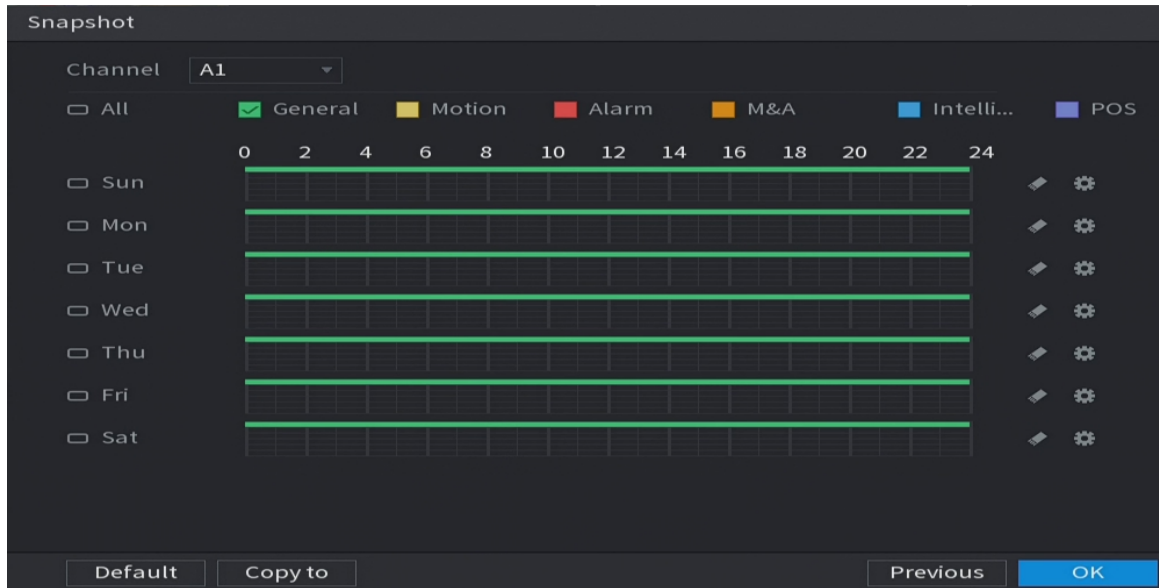 Snapshot
Channel A1
All General Motion Alarm M&A Intelli... POS
0 2 4 6 8 10 12 14 16 18 20 22 24
Sun
Mon
Tue
Wed
Thu
Fri
Sat
Default Copy to Previous OK